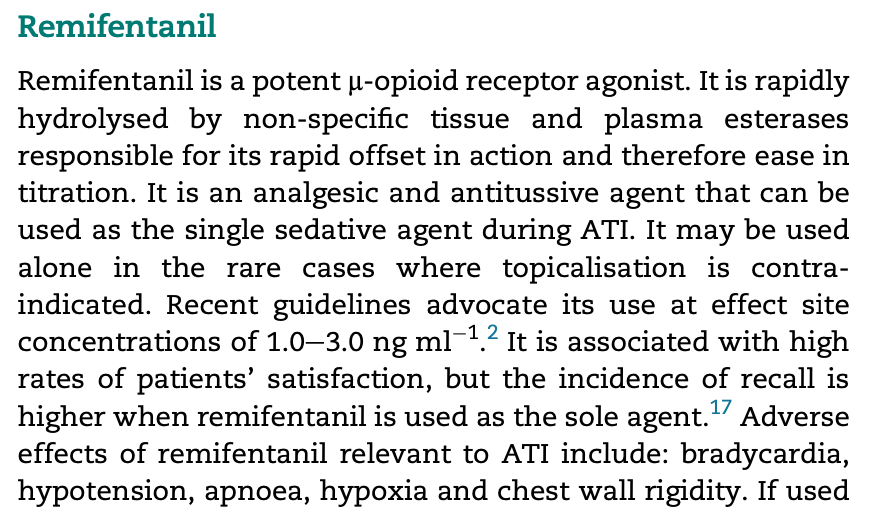 Remifentanil
Remifentanil is a potent μ-opioid receptor agonist. It is rapidly
hydrolysed by non-specific tissue and plasma esterases
responsible for its rapid offset in action and therefore ease in
titration. It is an analgesic and antitussive agent that can be
used as the single sedative agent during ATI. It may be used
alone in the rare cases where topicalisation is contra-
indicated. Recent guidelines advocate its use at effect site
concentrations of 1.0–3.0 ng ml⁻¹.² It is associated with high
rates of patients’ satisfaction, but the incidence of recall is
higher when remifentanil is used as the sole agent.¹⁷ Adverse
effects of remifentanil relevant to ATI include: bradycardia,
hypotension, apnoea, hypoxia and chest wall rigidity. If used